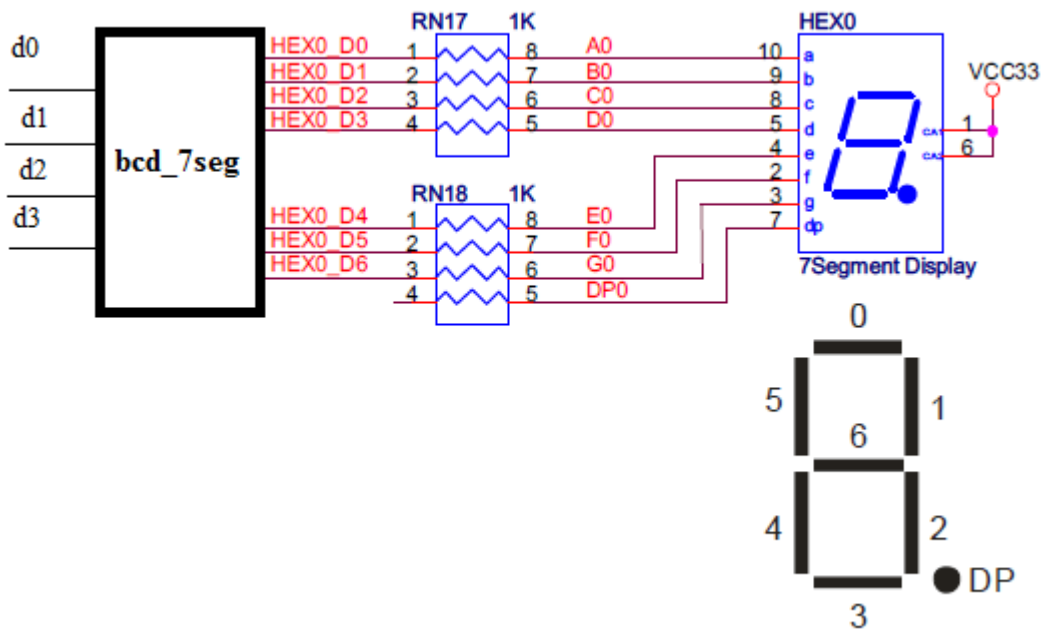 RN17 1K HEX0
d0 HEX0_D0 1 8 A0 10 a
HEX0_D1 2 7 B0 9 b VCC33
HEX0_D2 3 6 C0 8 c
d1 HEX0_D3 4 5 D0 5 d CA1 1
bcd_7seg 4 e CA2 6
d2 2 f
RN18 1K 3 g
d3 HEX0_D4 1 8 E0 7 dp
HEX0_D5 2 7 F0
HEX0_D6 3 6 G0 7Segment Display
4 5 DP0
0
5 1
6
4 2
DP
3